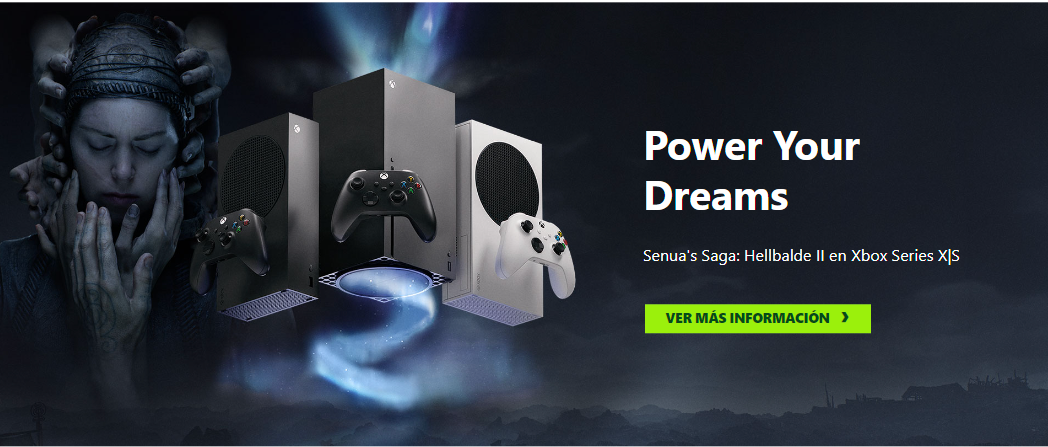 Power Your
Dreams
Senua's Saga: Hellbalde II en Xbox Series X|S
VER MÁS INFORMACIÓN